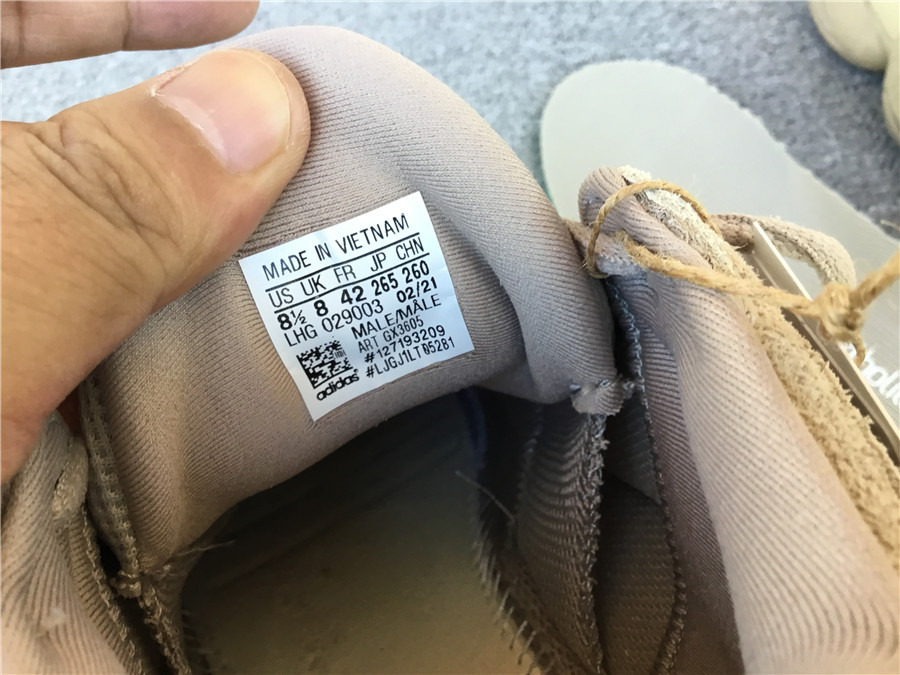 MADE IN VIETNAM
US UK FR JP CHN
8½ 8 42 265 260
LHG 029003 02/21
MALE/MÂLE
ART GX3605
#127193209
#LJGJ1LT05281
adidas